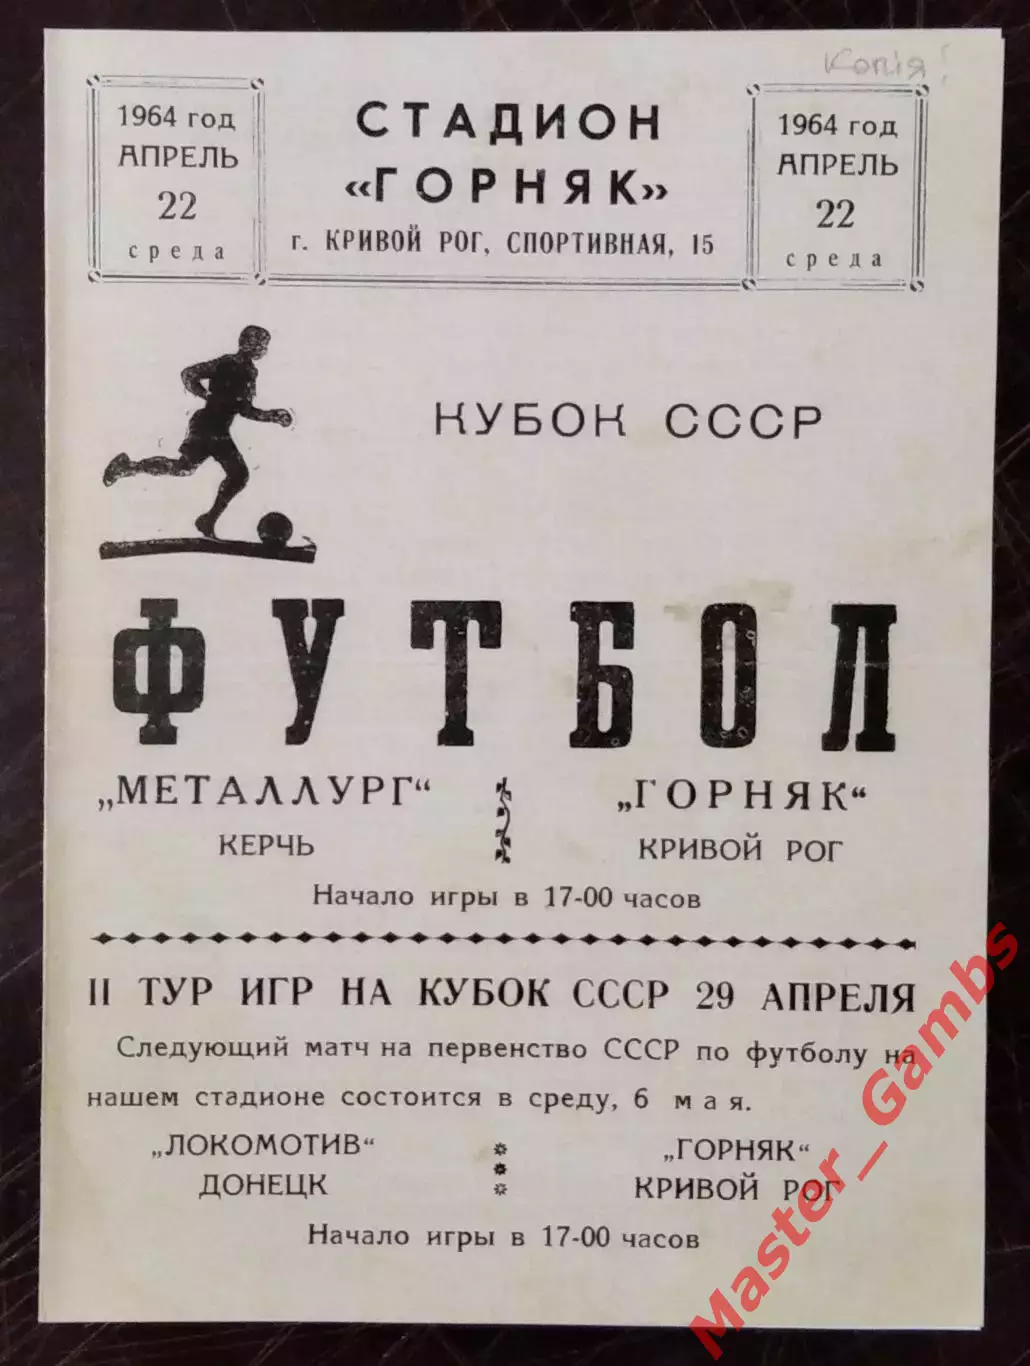 копія!
1964 год
АПРЕЛЬ
22
среда
СТАДИОН
«ГОРНЯК»
г. КРИВОЙ РОГ, СПОРТИВНАЯ, 15
1964 год
АПРЕЛЬ
22
среда
КУБОК СССР
ФУТБОЛ
„МЕТАЛЛУРГ“
КЕРЧЬ
„ГОРНЯК“
КРИВОЙ РОГ
Начало игры в 17-00 часов
II ТУР ИГР НА КУБОК СССР 29 АПРЕЛЯ
Следующий матч на первенство СССР по футболу на
нашем стадионе состоится в среду, 6 мая.
„ЛОКОМОТИВ“
ДОНЕЦК
„ГОРНЯК“
КРИВОЙ РОГ
Начало игры в 17-00 часов
Master_Gambs